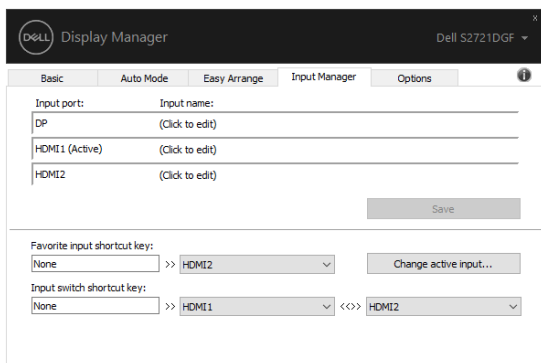 DELL Display Manager Dell S2721DGF
Basic Auto Mode Easy Arrange Input Manager Options
Input port: Input name:
DP (Click to edit)
HDMI1 (Active) (Click to edit)
HDMI2 (Click to edit)
Save
Favorite input shortcut key:
None >> HDMI2 Change active input...
Input switch shortcut key:
None >> HDMI1 <<>> HDMI2